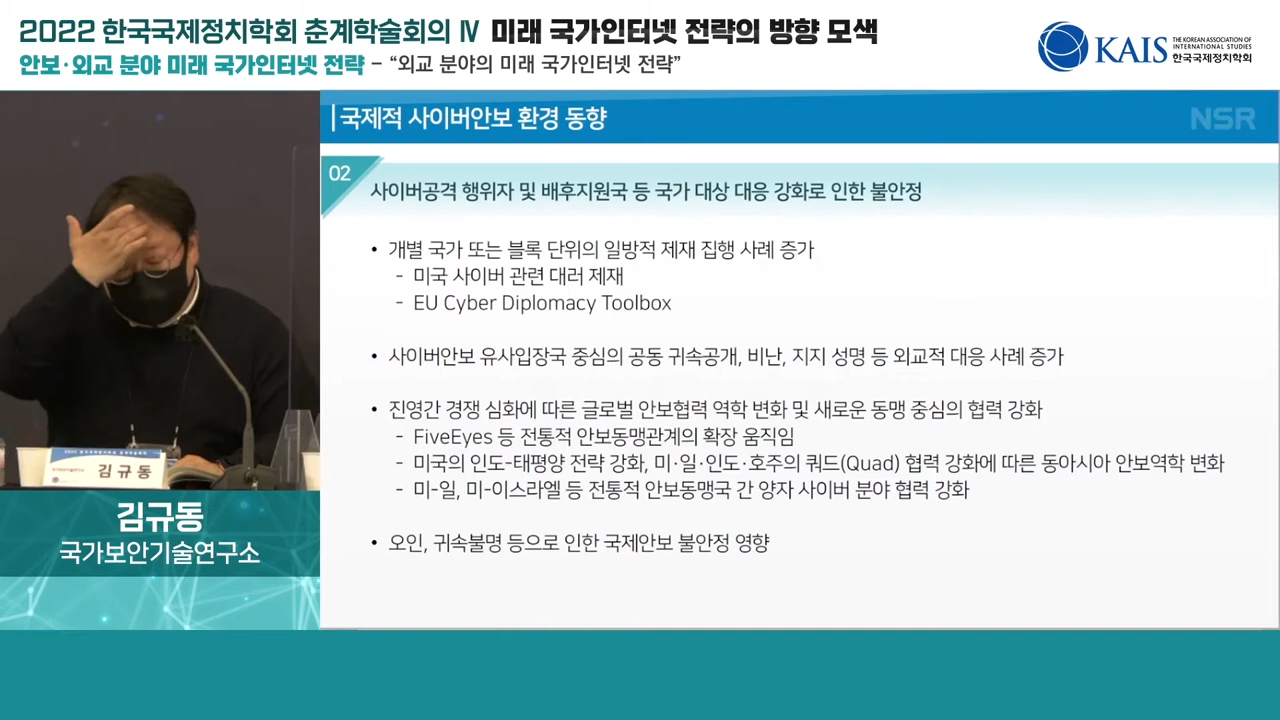 2022 한국국제정치학회 춘계학술회의 Ⅳ 미래 국가인터넷 전략의 방향 모색
안보·외교 분야 미래 국가인터넷 전략 – “외교 분야의 미래 국가인터넷 전략”
KAIS
THE KOREAN ASSOCIATION OF
INTERNATIONAL STUDIES
한국국제정치학회
국제적 사이버안보 환경 동향
NSR
02
사이버공격 행위자 및 배후지원국 등 국가 대상 대응 강화로 인한 불안정
• 개별 국가 또는 블록 단위의 일방적 제재 집행 사례 증가
- 미국 사이버 관련 대러 제재
- EU Cyber Diplomacy Toolbox
• 사이버안보 유사입장국 중심의 공동 귀속공개, 비난, 지지 성명 등 외교적 대응 사례 증가
• 진영간 경쟁 심화에 따른 글로벌 안보협력 역학 변화 및 새로운 동맹 중심의 협력 강화
- FiveEyes 등 전통적 안보동맹관계의 확장 움직임
- 미국의 인도-태평양 전략 강화, 미·일·인도·호주의 쿼드(Quad) 협력 강화에 따른 동아시아 안보역학 변화
- 미-일, 미-이스라엘 등 전통적 안보동맹국 간 양자 사이버 분야 협력 강화
• 오인, 귀속불명 등으로 인한 국제안보 불안정 영향
김규동
김규동
국가보안기술연구소